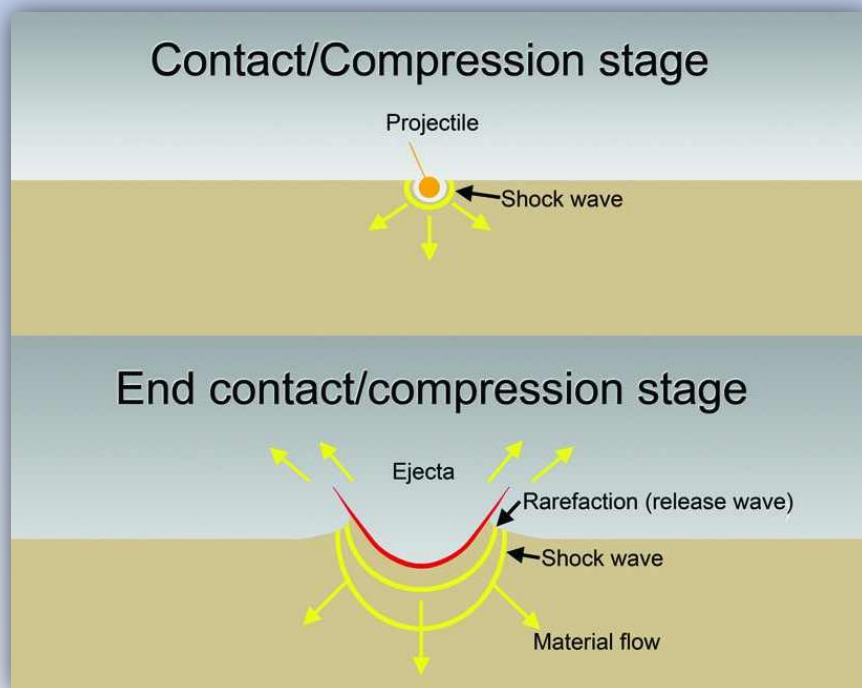 Contact/Compression stage
Projectile
Shock wave
End contact/compression stage
Ejecta
Rarefaction (release wave)
Shock wave
Material flow